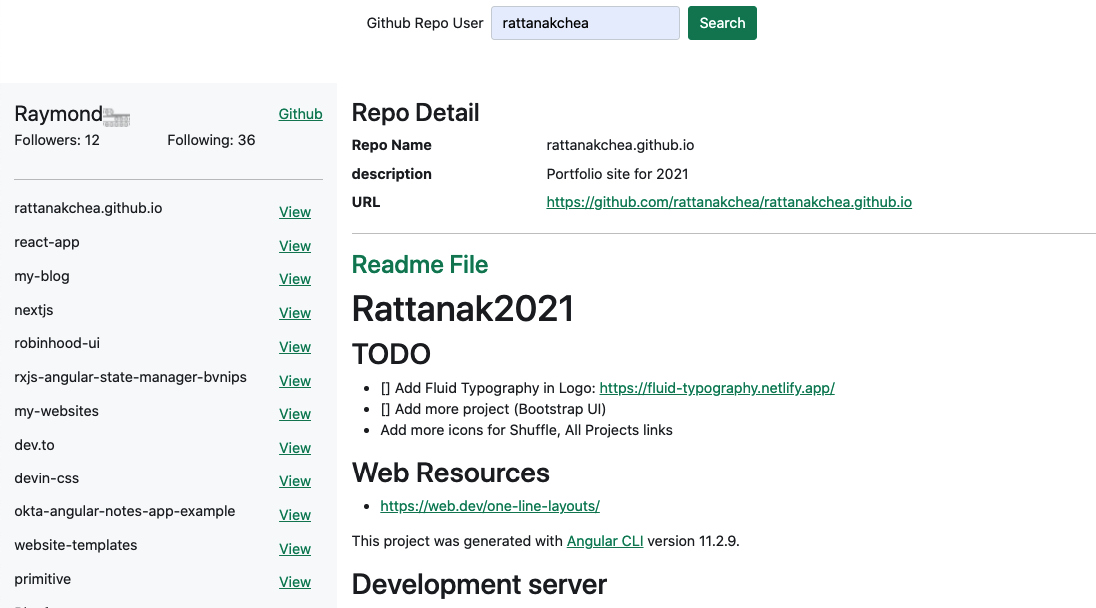 Github Repo User rattanakchea Search
Raymond Github
Followers: 12 Following: 36
rattanakchea.github.io View
react-app View
my-blog View
nextjs View
robinhood-ui View
rxjs-angular-state-manager-bvnips View
my-websites View
dev.to View
devin-css View
okta-angular-notes-app-example View
website-templates View
primitive View
Repo Detail
Repo Name rattanakchea.github.io
description Portfolio site for 2021
URL https://github.com/rattanakchea/rattanakchea.github.io
Readme File
Rattanak2021
TODO
• [] Add Fluid Typography in Logo: https://fluid-typography.netlify.app/
• [] Add more project (Bootstrap UI)
• Add more icons for Shuffle, All Projects links
Web Resources
• https://web.dev/one-line-layouts/
This project was generated with Angular CLI version 11.2.9.
Development server